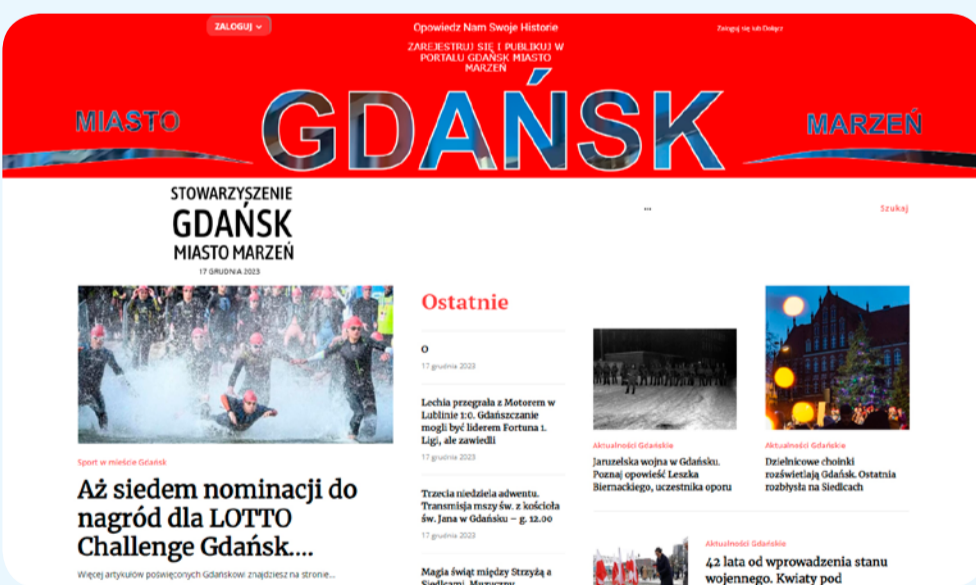 ZALOGUJ
Opowiedz Nam Swoje Historie
Zaloguj się lub Dołącz
ZAREJESTRUJ SIĘ I PUBLIKUJ W
PORTALU GDAŃSK MIASTO
MARZEŃ
MIASTO
GDAŃSK
MARZEŃ
STOWARZYSZENIE
GDAŃSK
MIASTO MARZEŃ
17 GRUDNIA 2023
...
Szukaj
Sport w mieście Gdańsk
Aż siedem nominacji do
nagród dla LOTTO
Challenge Gdańsk....
Więcej artykułów poświęconych Gdańskowi znajdziesz na stronie...
Ostatnie
O
17 grudnia 2023
Lechia przegrała z Motorem w
Lublinie 1:0. Gdańszczanie
mogli być liderem Fortuna 1.
Ligi, ale zawiedli
17 grudnia 2023
Trzecia niedziela adwentu.
Transmisja mszy św. z kościoła
św. Jana w Gdańsku – g. 12.00
17 grudnia 2023
Magia świąt między Strzyżą a
Siedlcami. Muzyczny
Aktualności Gdańskie
Jaruzelska wojna w Gdańsku.
Poznaj opowieść Leszka
Biernackiego, uczestnika oporu
Aktualności Gdańskie
Dzielnicowe choinki
rozświetlają Gdańsk. Ostatnia
rozbłysła na Siedlcach
Aktualności Gdańskie
42 lata od wprowadzenia stanu
wojennego. Kwiaty pod